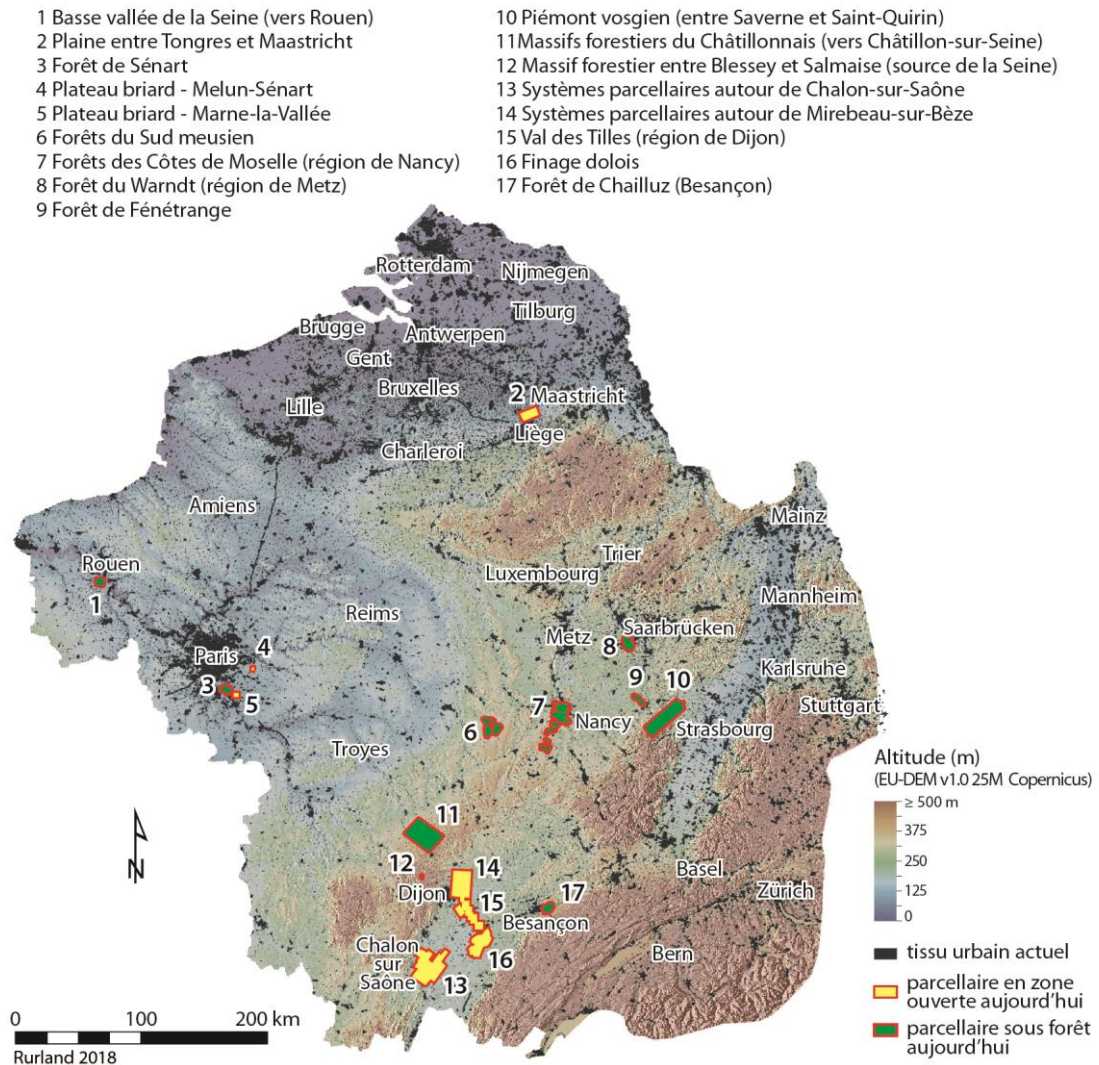 1 Basse vallée de la Seine (vers Rouen)
2 Plaine entre Tongres et Maastricht
3 Forêt de Sénart
4 Plateau briard - Melun-Sénart
5 Plateau briard - Marne-la-Vallée
6 Forêts du Sud meusien
7 Forêts des Côtes de Moselle (région de Nancy)
8 Forêt du Warndt (région de Metz)
9 Forêt de Fénétrange
10 Piémont vosgien (entre Saverne et Saint-Quirin)
11 Massifs forestiers du Châtillonnais (vers Châtillon-sur-Seine)
12 Massif forestier entre Blessey et Salmaise (source de la Seine)
13 Systèmes parcellaires autour de Chalon-sur-Saône
14 Systèmes parcellaires autour de Mirebeau-sur-Bèze
15 Val des Tilles (région de Dijon)
16 Finage dolois
17 Forêt de Chailluz (Besançon)
Rotterdam
Nijmegen
Tilburg
Brugge
Antwerpen
Gent
Bruxelles
2
Maastricht
Lille
Liège
Charleroi
Amiens
Mainz
Trier
Rouen
Luxembourg
1
Mannheim
Reims
Metz
Saarbrücken
8
4
Paris
Karlsruhe
3
5
9
10
7
Nancy
Stuttgart
6
Strasbourg
Troyes
11
12
14
Basel
Dijon
15
17
Zürich
Besançon
16
Chalon
sur
Saône
13
Bern
N
Altitude (m)
(EU-DEM v1.0 25M Copernicus)
≥ 500 m
375
250
125
0
tissu urbain actuel
parcellaire en zone
ouverte aujourd'hui
parcellaire sous forêt
aujourd'hui
0 100 200 km
Rurland 2018